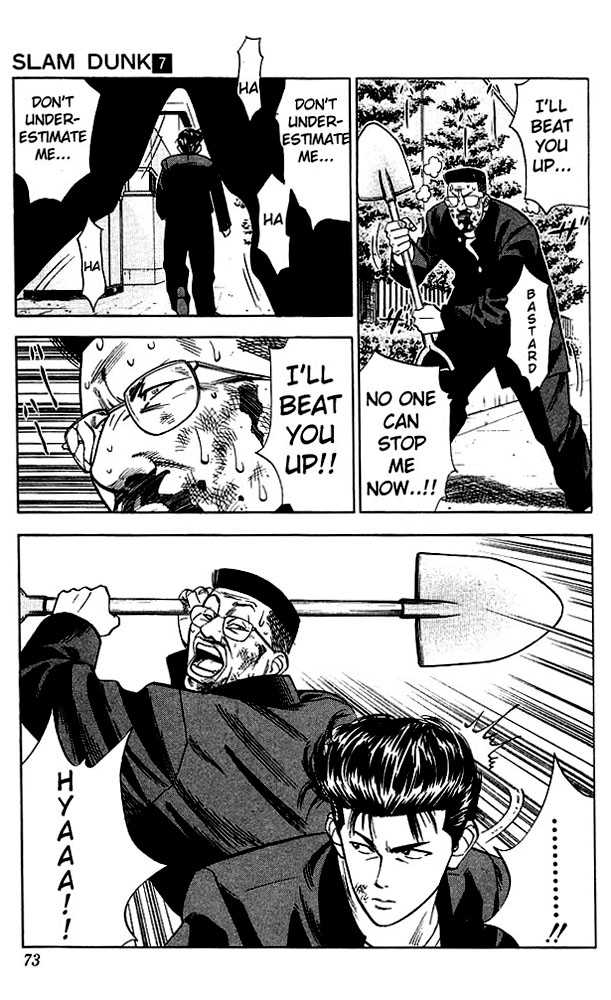 SLAM DUNK 7
I'LL
BEAT
YOU
UP...
BASTARD
NO ONE
CAN
STOP
ME
NOW..!!
HA
DON'T
UNDER-
ESTIMATE
ME...
HA
DON'T
UNDER-
ESTIMATE
ME...
HA
I'LL
BEAT
YOU
UP!!
.........!!
HYAAA!!
73